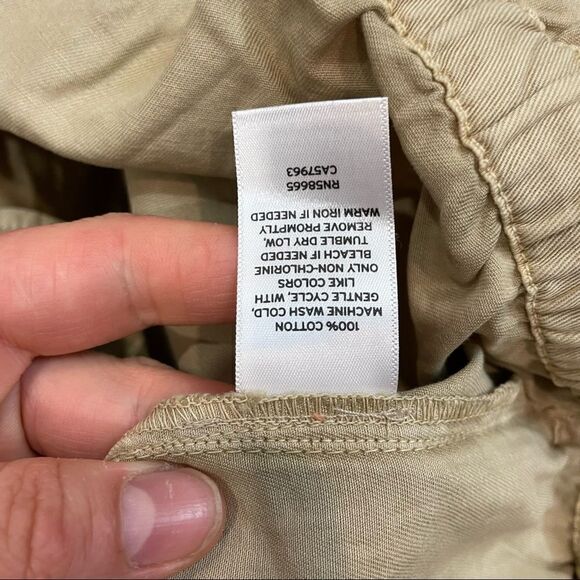 100% COTTON
MACHINE WASH COLD,
GENTLE CYCLE, WITH
LIKE COLORS
ONLY NON-CHLORINE
BLEACH IF NEEDED
TUMBLE DRY LOW,
REMOVE PROMPTLY
WARM IRON IF NEEDED
RN58665
CA57963